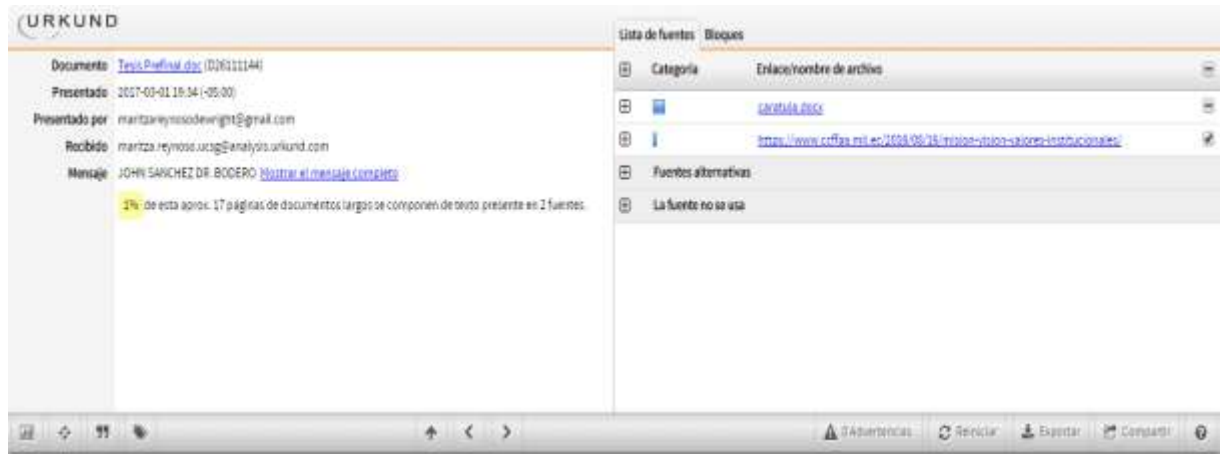 URKUND
Documento Tesis Prefinal.doc (D26111144)
Presentado 2017-03-01 19:34 (-05:00)
Presentado por maritzareynosodewright@gmail.com
Recibido maritza.reynoso.ucsg@analysis.urkund.com
Mensaje JOHN SANCHEZ DR. BODERO Mostrar el mensaje completo
1% de esta aprox. 17 páginas de documentos largos se componen de texto presente en 2 fuentes.
Lista de fuentes Bloques
Categoría Enlace/nombre de archivo
caratula.docx
https://www.ccffaa.mil.ec/2016/08/16/mision-vision-valores-institucionales/
Fuentes alternativas
La fuente no se usa
Advertencias Reiniciar Exportar Compartir